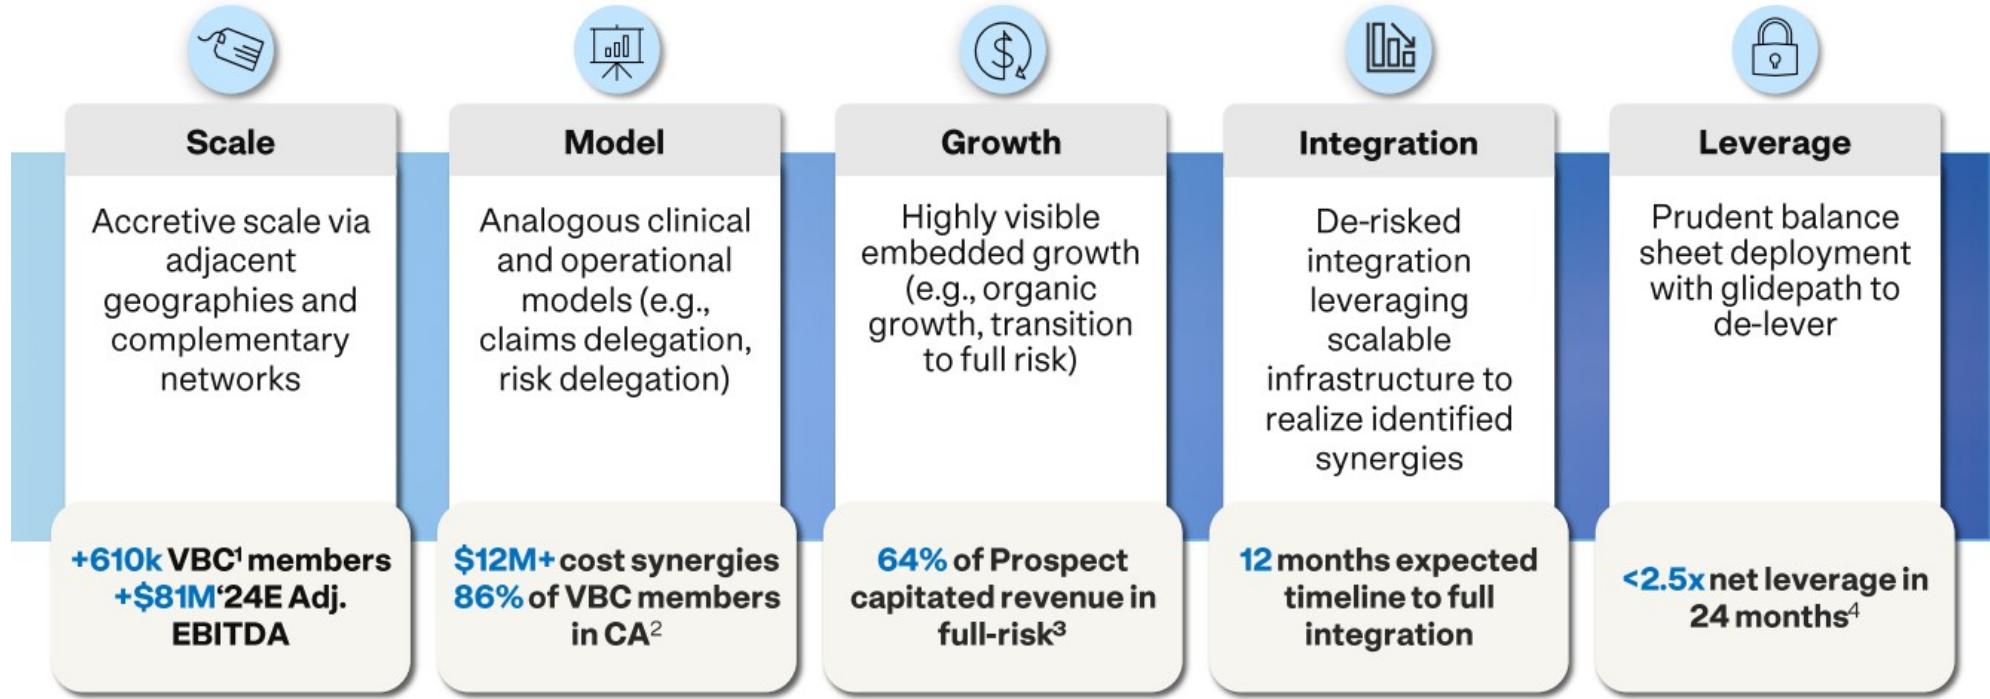 Scale
Accretive scale via
adjacent
geographies and
complementary
networks
+610k VBC¹ members
+$81M‘24E Adj.
EBITDA
Model
Analogous clinical
and operational
models (e.g.,
claims delegation,
risk delegation)
$12M+ cost synergies
86% of VBC members
in CA²
Growth
Highly visible
embedded growth
(e.g., organic
growth, transition
to full risk)
64% of Prospect
capitated revenue in
full-risk³
Integration
De-risked
integration
leveraging
scalable
infrastructure to
realize identified
synergies
12 months expected
timeline to full
integration
Leverage
Prudent balance
sheet deployment
with glidepath to
de-lever
<2.5x net leverage in
24 months⁴